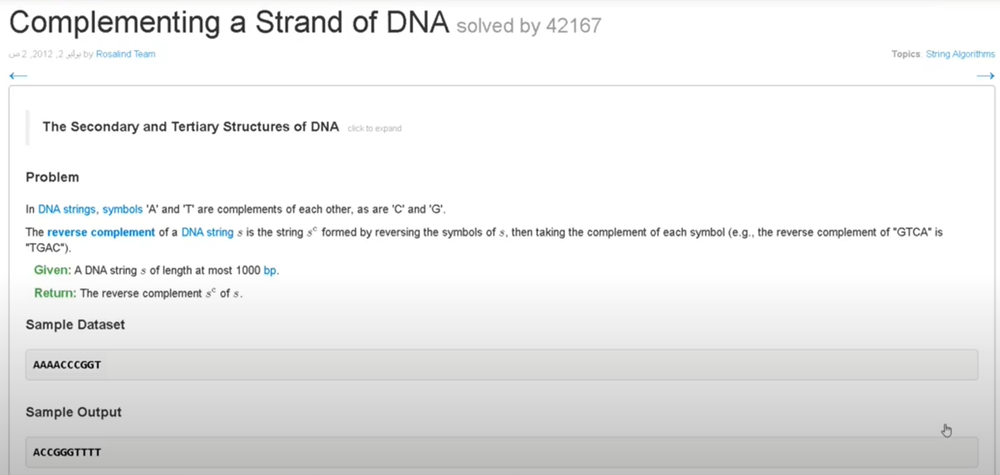 Complementing a Strand of DNA solved by 42167
يوليو 2, 2012, 2 ص by Rosalind Team
Topics: String Algorithms
The Secondary and Tertiary Structures of DNA click to expand
Problem
In DNA strings, symbols 'A' and 'T' are complements of each other, as are 'C' and 'G'.
The reverse complement of a DNA string s is the string sᶜ formed by reversing the symbols of s, then taking the complement of each symbol (e.g., the reverse complement of "GTCA" is
"TGAC").
Given: A DNA string s of length at most 1000 bp.
Return: The reverse complement sᶜ of s.
Sample Dataset
AAAACCCGGT
Sample Output
ACCGGGTTTT